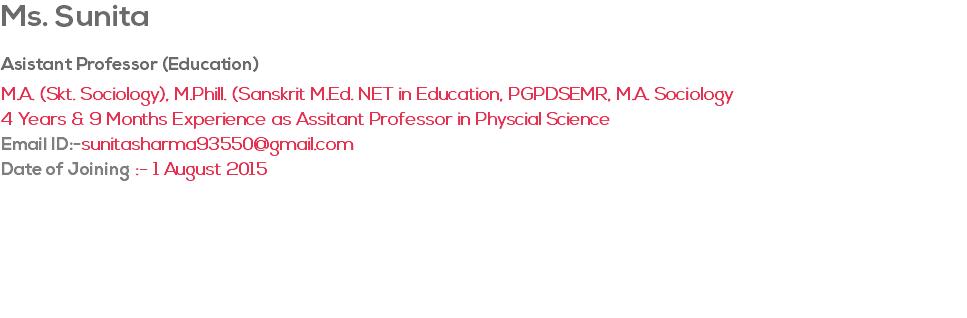 Ms. Sunita
Asistant Professor (Education)
M.A. (Skt. Sociology), M.Phill. (Sanskrit M.Ed. NET in Education, PGPDSEMR, M.A. Sociology
4 Years & 9 Months Experience as Assitant Professor in Physcial Science
Email ID:-sunitasharma93550@gmail.com
Date of Joining :- 1 August 2015